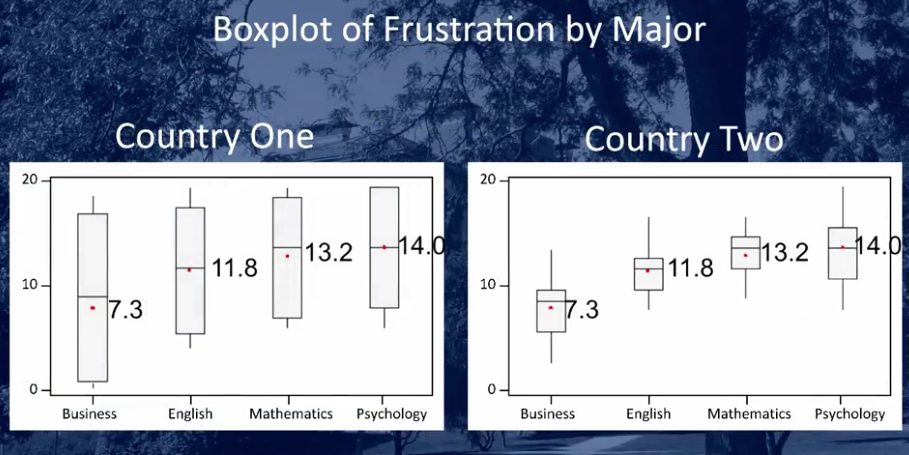 Boxplot of Frustration by Major
Country One
Country Two
20
10
0
7.3
11.8
13.2
14.0
Business English Mathematics Psychology
20
10
0
7.3
11.8
13.2
14.0
Business English Mathematics Psychology